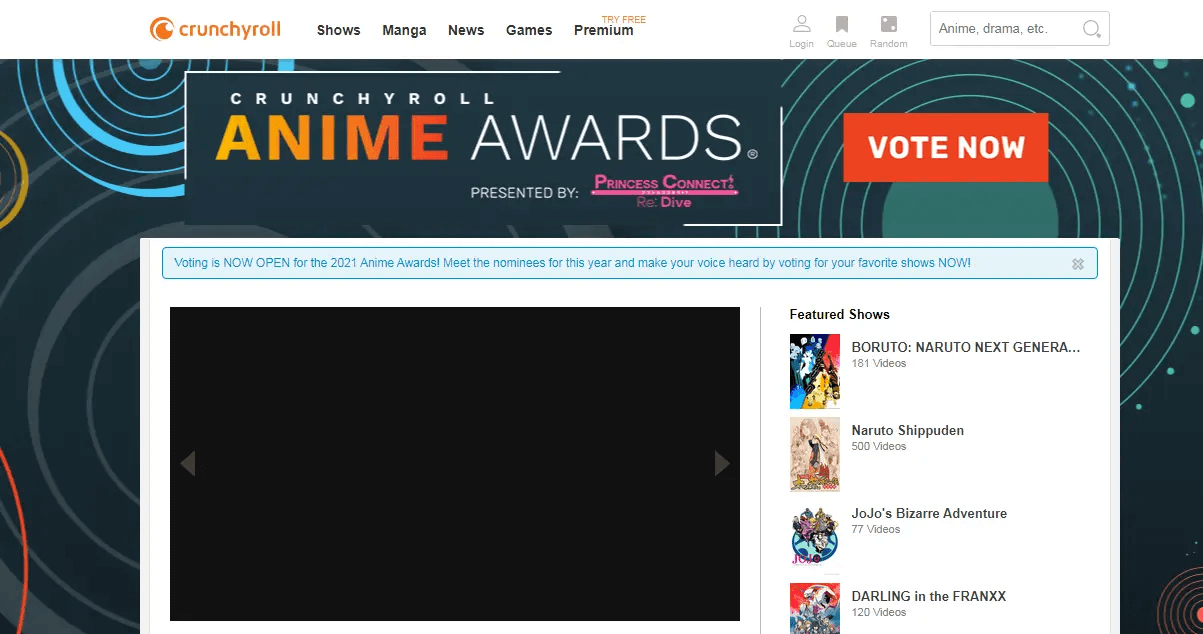 crunchyroll
Shows
Manga
News
Games
TRY FREE
Premium
Login
Queue
Random
Anime, drama, etc.
CRUNCHYROLL
ANIME AWARDS®
PRESENTED BY:
PRINCESS CONNECT!
Re: Dive
VOTE NOW
Voting is NOW OPEN for the 2021 Anime Awards! Meet the nominees for this year and make your voice heard by voting for your favorite shows NOW!
Featured Shows
BORUTO: NARUTO NEXT GENERA...
181 Videos
Naruto Shippuden
500 Videos
JoJo's Bizarre Adventure
77 Videos
JOJO
DARLING in the FRANXX
120 Videos